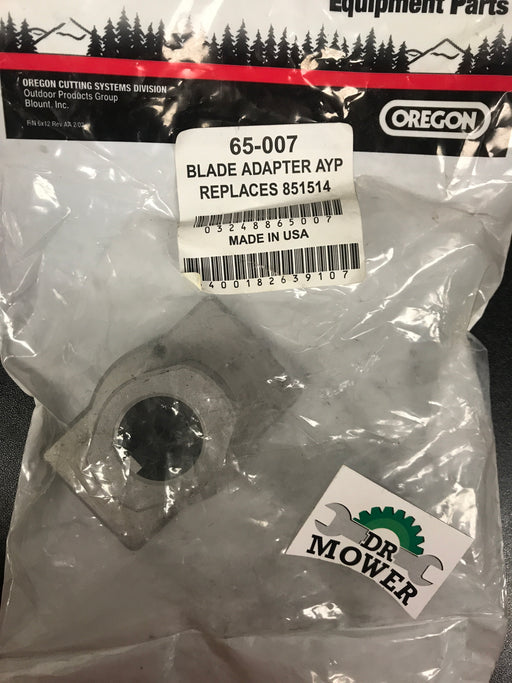 Equipment Parts
OREGON CUTTING SYSTEMS DIVISION
Outdoor Products Group
Blount, Inc.
OREGON
65-007
BLADE ADAPTER AYP
REPLACES 851514
03248865007
MADE IN USA
400182639107
DR
MOWER